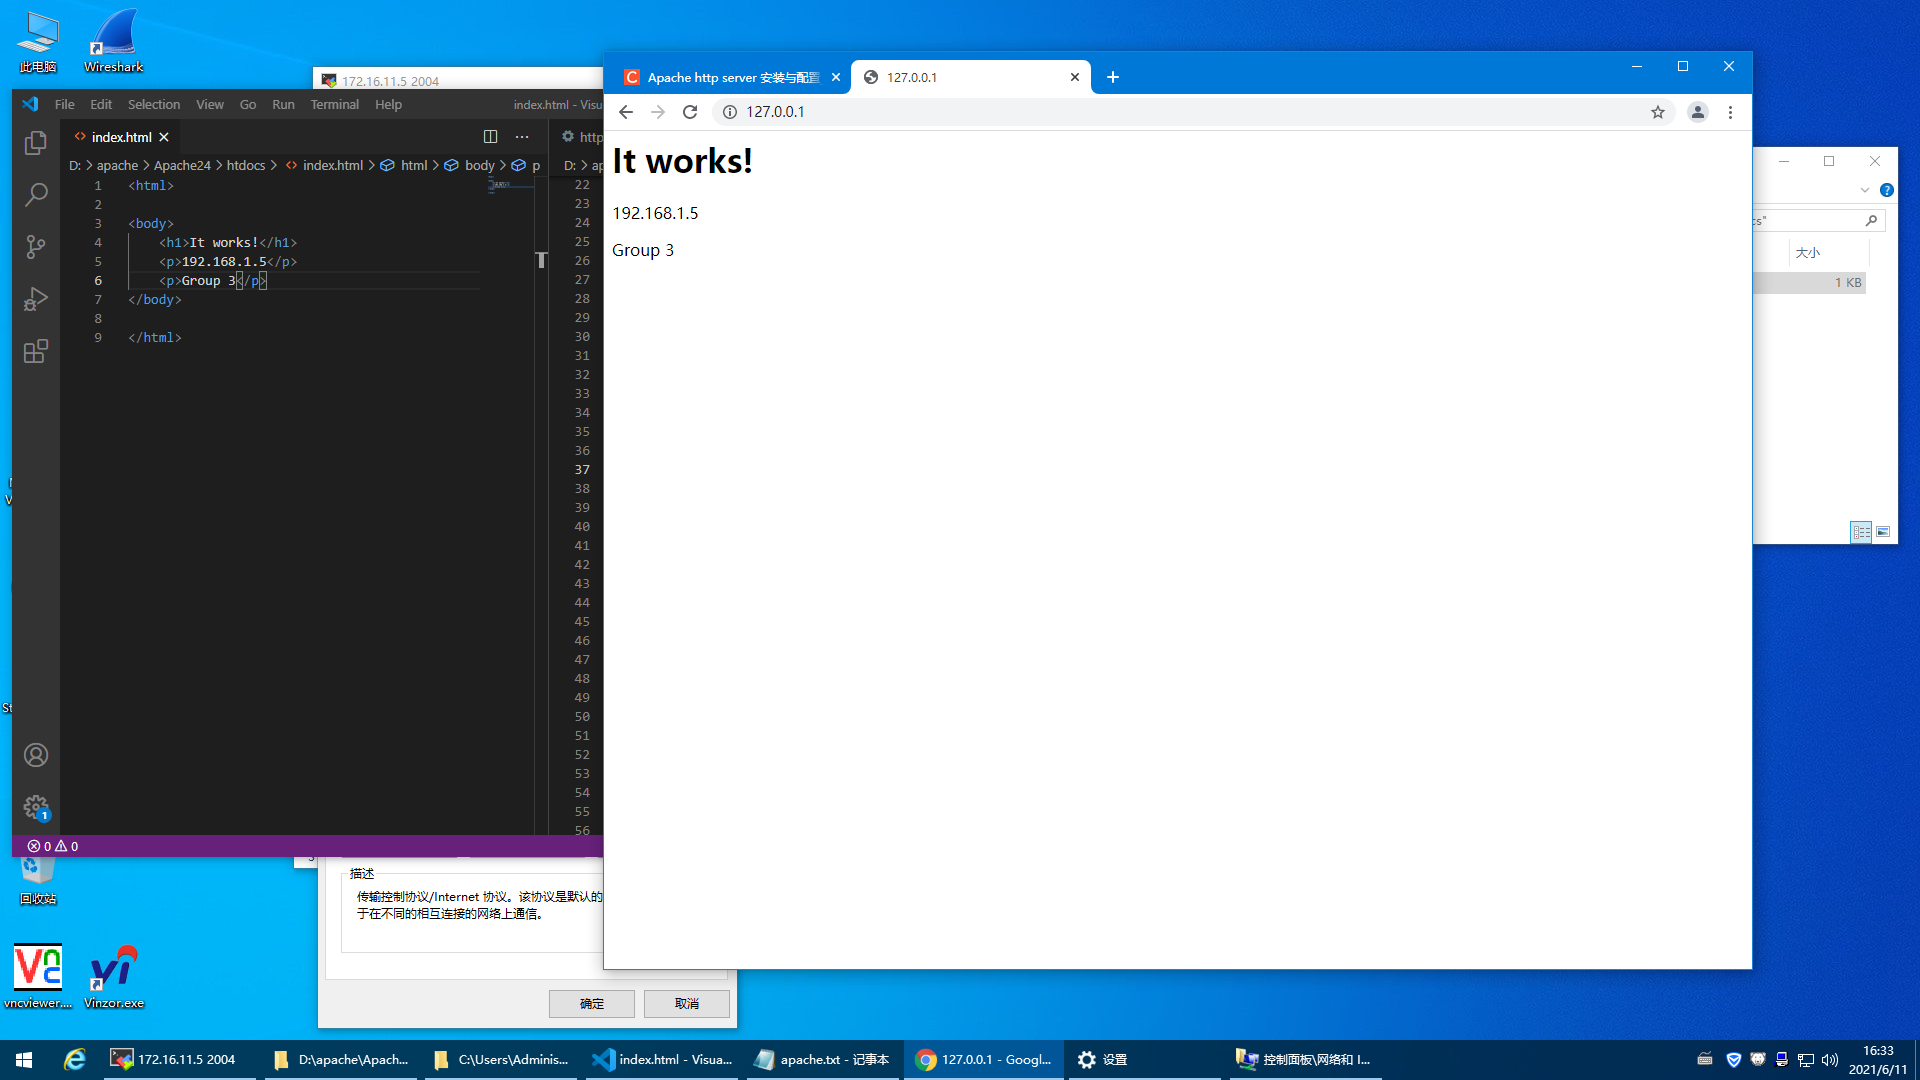 此电脑
Wireshark
172.16.11.5 2004
File Edit Selection View Go Run Terminal Help
index.html - Visu
index.html
http
D: > apache > Apache24 > htdocs > index.html > html > body > p
D: > ap
1 <html>
2
3 <body>
4 <h1>It works!</h1>
5 <p>192.168.1.5</p>
6 <p>Group 3</p>
7 </body>
8
9 </html>
22
23
24
25
26
27
28
29
30
31
32
33
34
35
36
37
38
39
40
41
42
43
44
45
46
47
48
49
50
51
52
53
54
55
56
1
0 0
Apache http server 安装与配置
127.0.0.1
127.0.0.1
It works!
192.168.1.5
Group 3
cs"
大小
1 KB
描述
传输控制协议/Internet 协议。该协议是默认的
于在不同的相互连接的网络上通信。
确定
取消
St
回收站
vncviewer....
Vinzor.exe
172.16.11.5 2004
D:\apache\Apach...
C:\Users\Adminis...
index.html - Visua...
apache.txt - 记事本
127.0.0.1 - Googl...
设置
控制面板\网络和 I...
16:33
2021/6/11